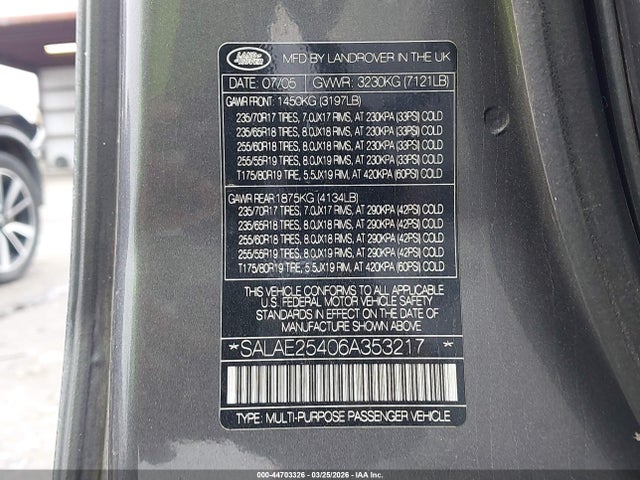 LAND ROVER
MFD BY LANDROVER IN THE UK
DATE: 07/05 GVWR: 3230KG (7121LB)
GAWR FRONT: 1450KG (3197LB)
235/70R17 TIRES, 7.0JX17 RIMS, AT 230KPA (33PSI) COLD
235/65R18 TIRES, 8.0JX18 RIMS, AT 230KPA (33PSI) COLD
255/60R18 TIRES, 8.0JX18 RIMS, AT 230KPA (33PSI) COLD
255/55R19 TIRES, 8.0JX19 RIMS, AT 230KPA (33PSI) COLD
T175/80R19 TIRE, 5.5JX19 RIM, AT 420KPA (60PSI) COLD
GAWR REAR: 1875KG (4134LB)
235/70R17 TIRES, 7.0JX17 RIMS, AT 290KPA (42PSI) COLD
235/65R18 TIRES, 8.0JX18 RIMS, AT 290KPA (42PSI) COLD
255/60R18 TIRES, 8.0JX18 RIMS, AT 290KPA (42PSI) COLD
255/55R19 TIRES, 8.0JX19 RIMS, AT 290KPA (42PSI) COLD
T175/80R19 TIRE, 5.5JX19 RIM, AT 420KPA (60PSI) COLD
THIS VEHICLE CONFORMS TO ALL APPLICABLE
U.S. FEDERAL MOTOR VEHICLE SAFETY
STANDARDS IN EFFECT ON THE DATE OF
MANUFACTURE SHOWN ABOVE
*SALAE25406A353217*
TYPE: MULTI-PURPOSE PASSENGER VEHICLE
000-44703326 - 03/25/2026 - IAA Inc.